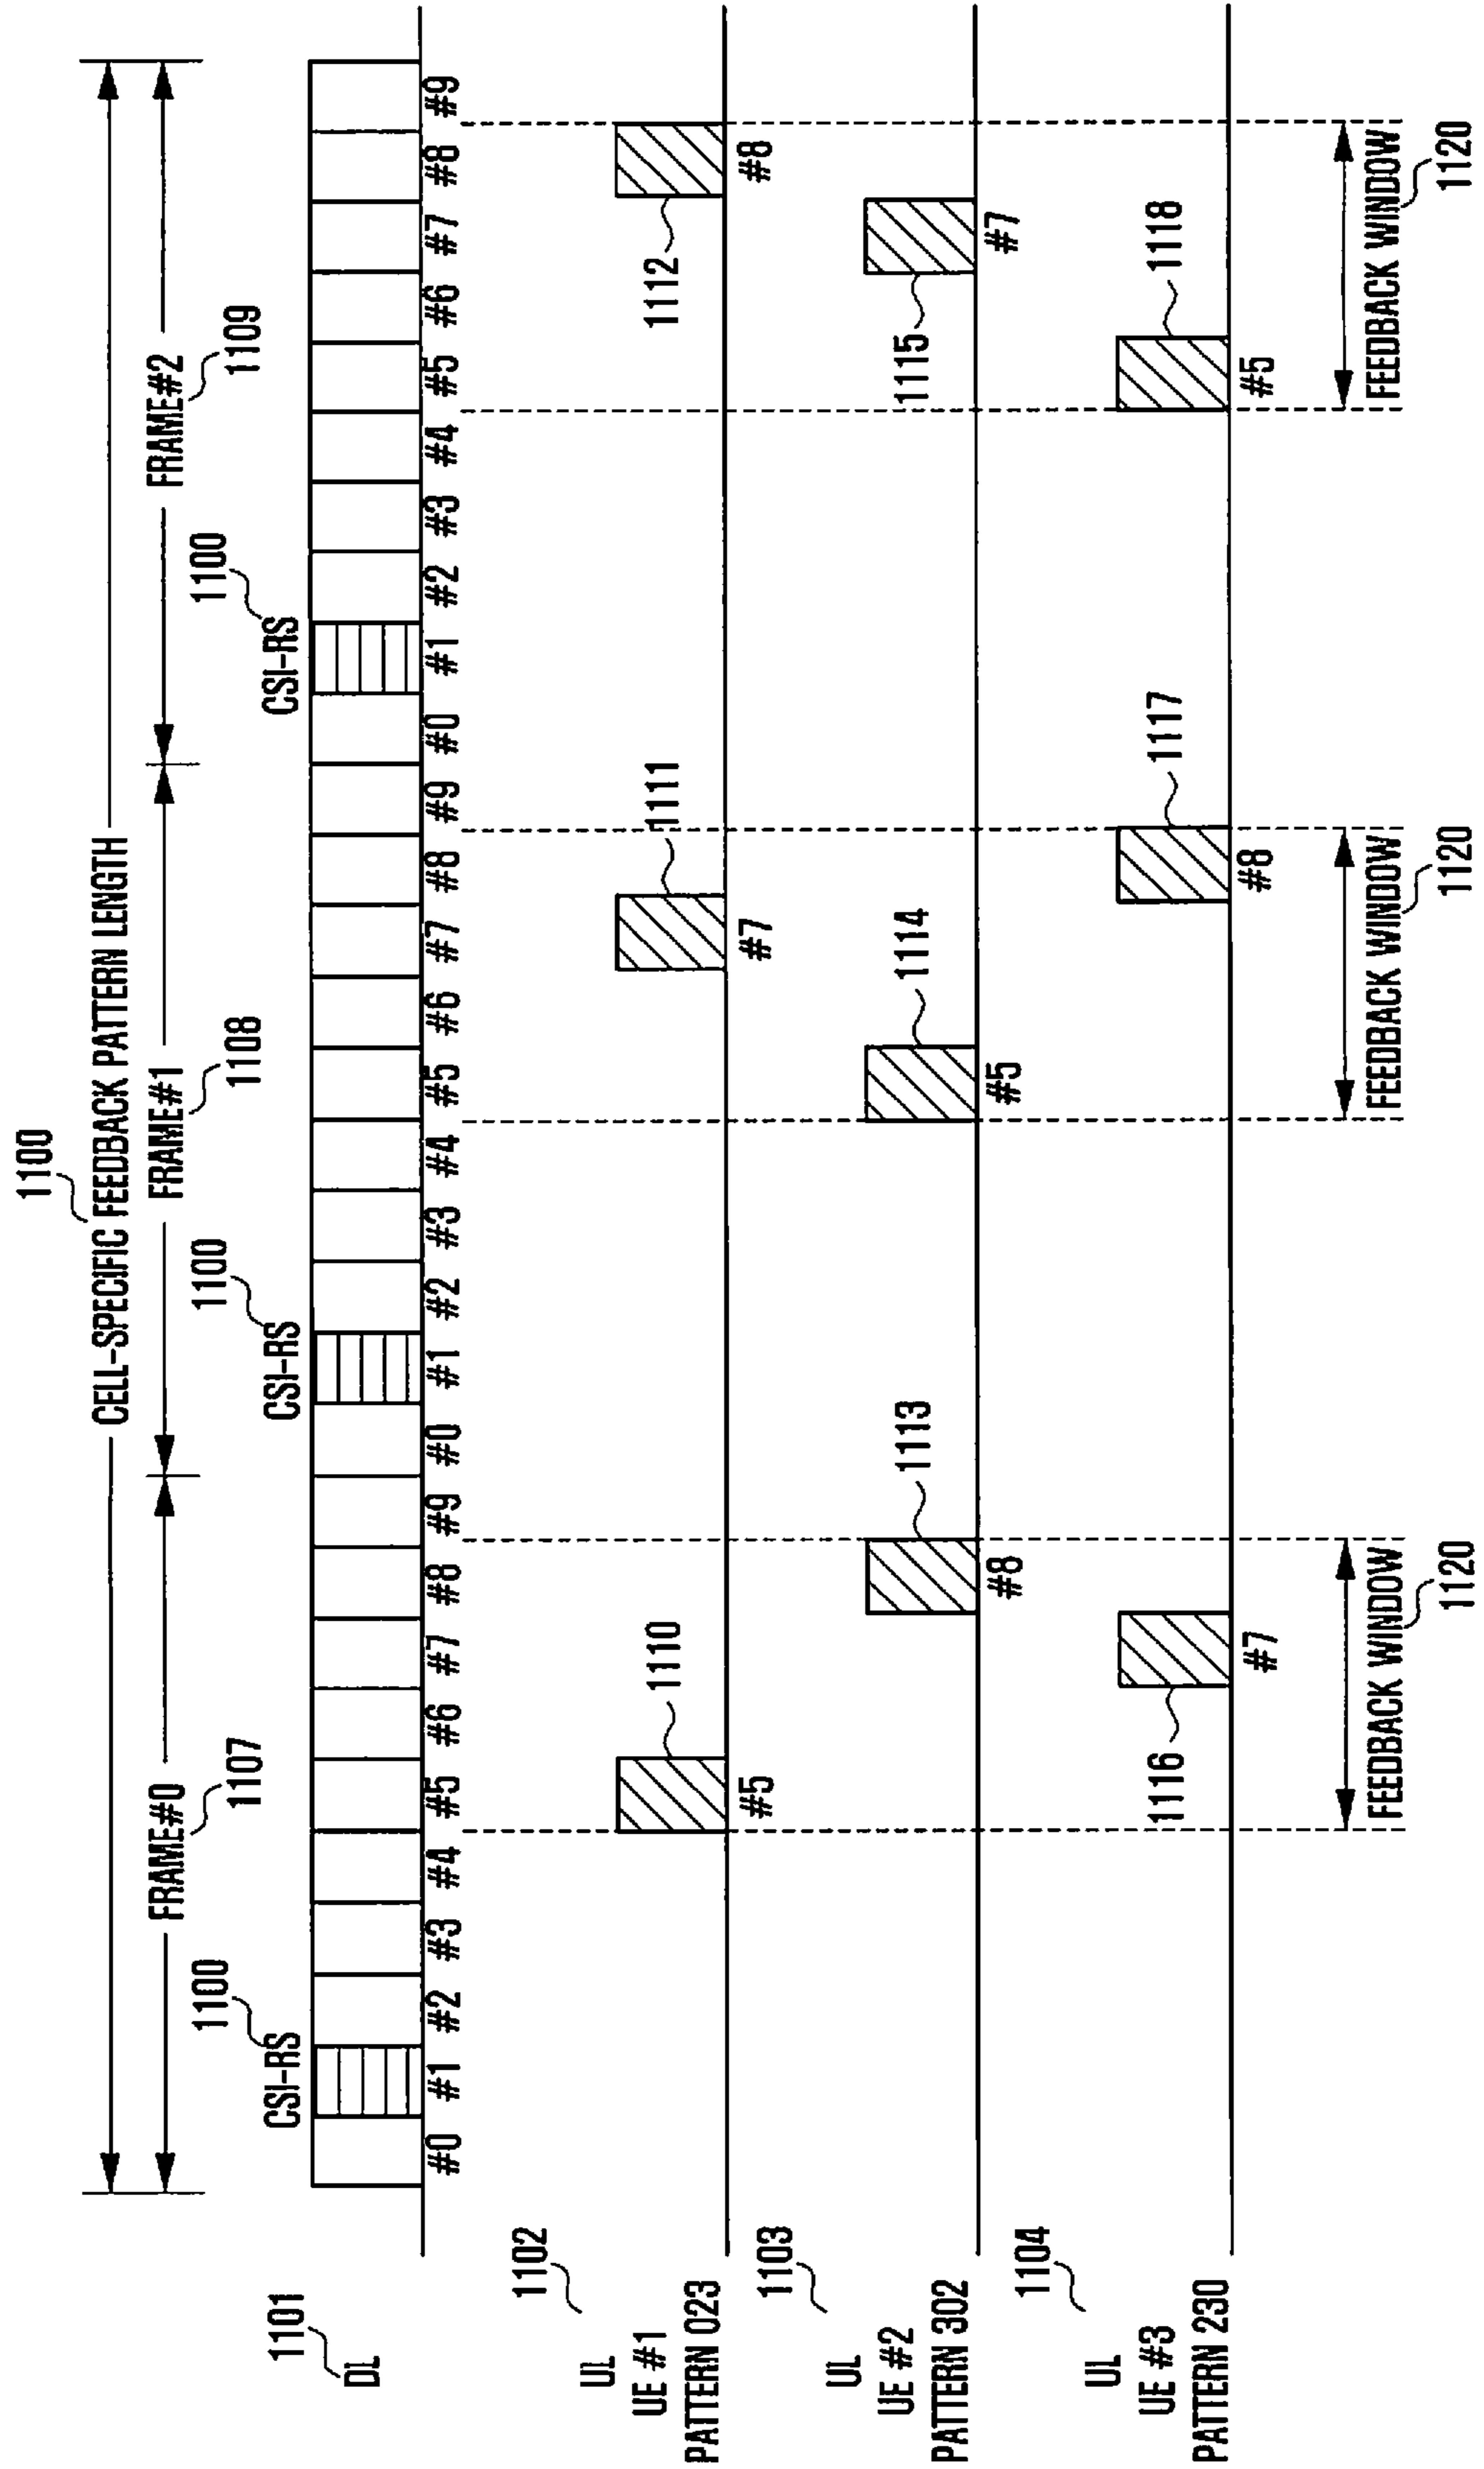 1100
CELL-SPECIFIC FEEDBACK PATTERN LENGTH
FRAME#0
1107
FRAME#1
1108
FRAME#2
1109
1101
DL
CSI-RS
1100
CSI-RS
1100
CSI-RS
1100
#0 #1 #2 #3 #4 #5 #6 #7 #8 #9 #0 #1 #2 #3 #4 #5 #6 #7 #8 #9 #0 #1 #2 #3 #4 #5 #6 #7 #8 #9
1102
UL
UE #1
PATTERN 023
1110
#5
1111
#7
1112
#8
1103
UL
UE #2
PATTERN 302
1113
#8
1114
#5
1115
#7
1104
UL
UE #3
PATTERN 230
1116
#7
1117
#8
1118
#5
FEEDBACK WINDOW
1120
FEEDBACK WINDOW
1120
FEEDBACK WINDOW
1120